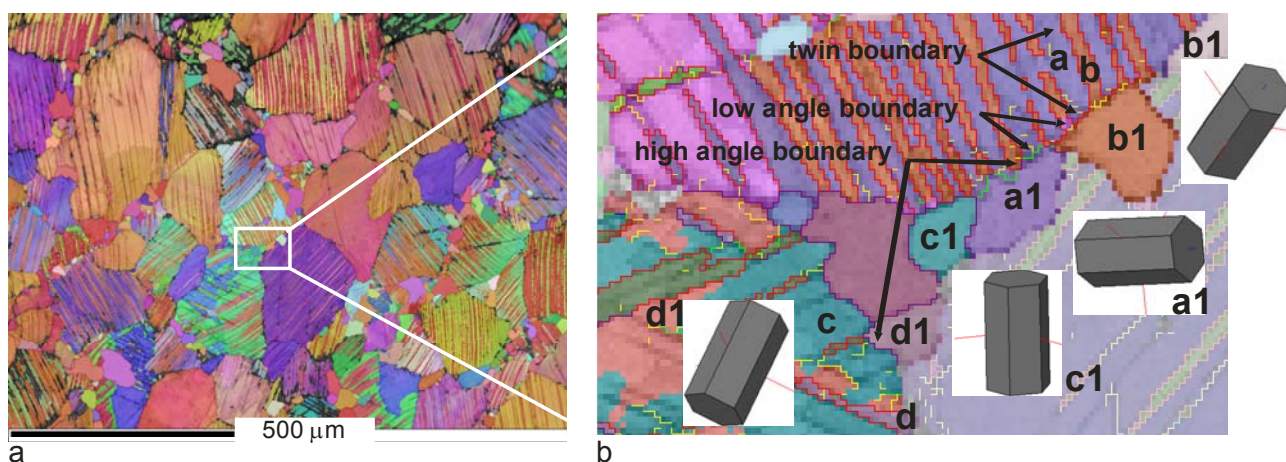 500 μm
a
twin boundary
a
b
b1
low angle boundary
high angle boundary
b1
a1
c1
d1
c
d1
a1
c1
d
b